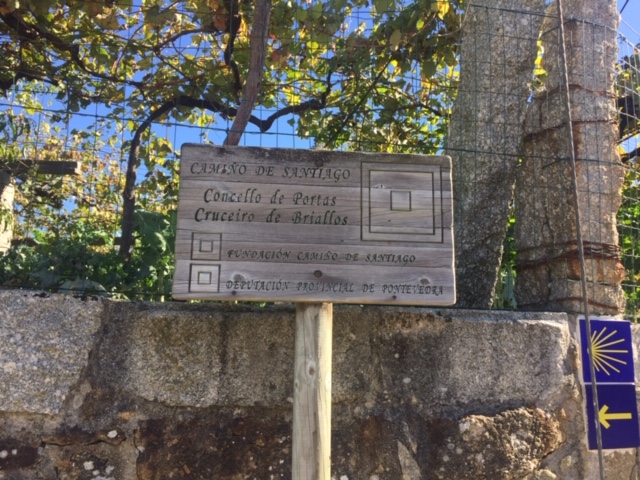 CAMIÑO DE SANTIAGO
Concello de Portas
Cruceiro de Briallos
FUNDACIÓN CAMIÑO DE SANTIAGO
DEPUTACIÓN PROVINCIAL DE PONTEVEDRA